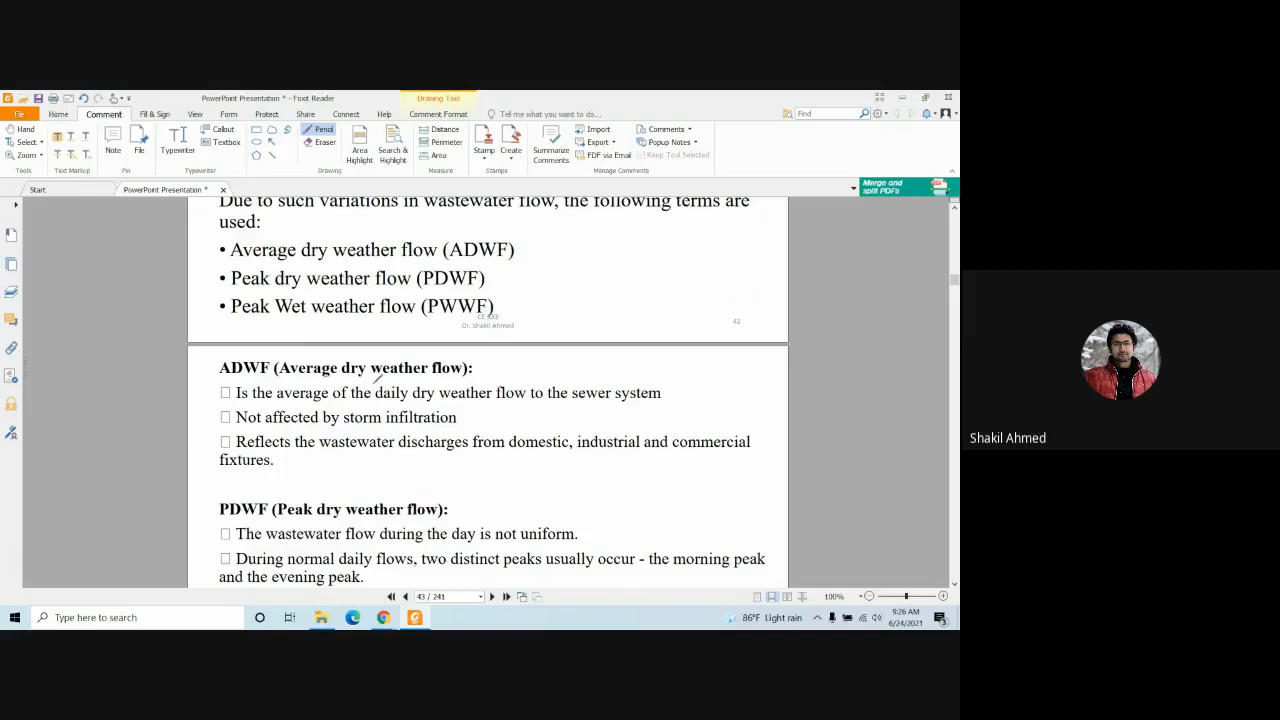 PowerPoint Presentation * - Foxit Reader
Drawing Tool
File Home Comment Fill & Sign View Form Protect Share Connect Help Comment Format Tell me what you want to do... Find
Hand
Select
Zoom
Tools
T T T
T T T
Text Markup
Note
File
Pin
Typewriter
Callout
Textbox
Typewriter
Pencil
Eraser
Drawing
Area Highlight
Search & Highlight
Distance
Perimeter
Area
Measure
Stamp
Create
Stamps
Summarize Comments
Import
Export
FDF via Email
Comments
Popup Notes
Keep Tool Selected
Manage Comments
Start
PowerPoint Presentation *
Merge and
split PDFs
Due to such variations in wastewater flow, the following terms are
used:
• Average dry weather flow (ADWF)
• Peak dry weather flow (PDWF)
• Peak Wet weather flow (PWWF)
Dr. Shakil Ahmed
42
ADWF (Average dry weather flow):
Is the average of the daily dry weather flow to the sewer system
Not affected by storm infiltration
Reflects the wastewater discharges from domestic, industrial and commercial
fixtures.
PDWF (Peak dry weather flow):
The wastewater flow during the day is not uniform.
During normal daily flows, two distinct peaks usually occur - the morning peak
and the evening peak.
43 / 241
100%
Type here to search
86°F Light rain
9:26 AM
6/24/2021
3
Shakil Ahmed